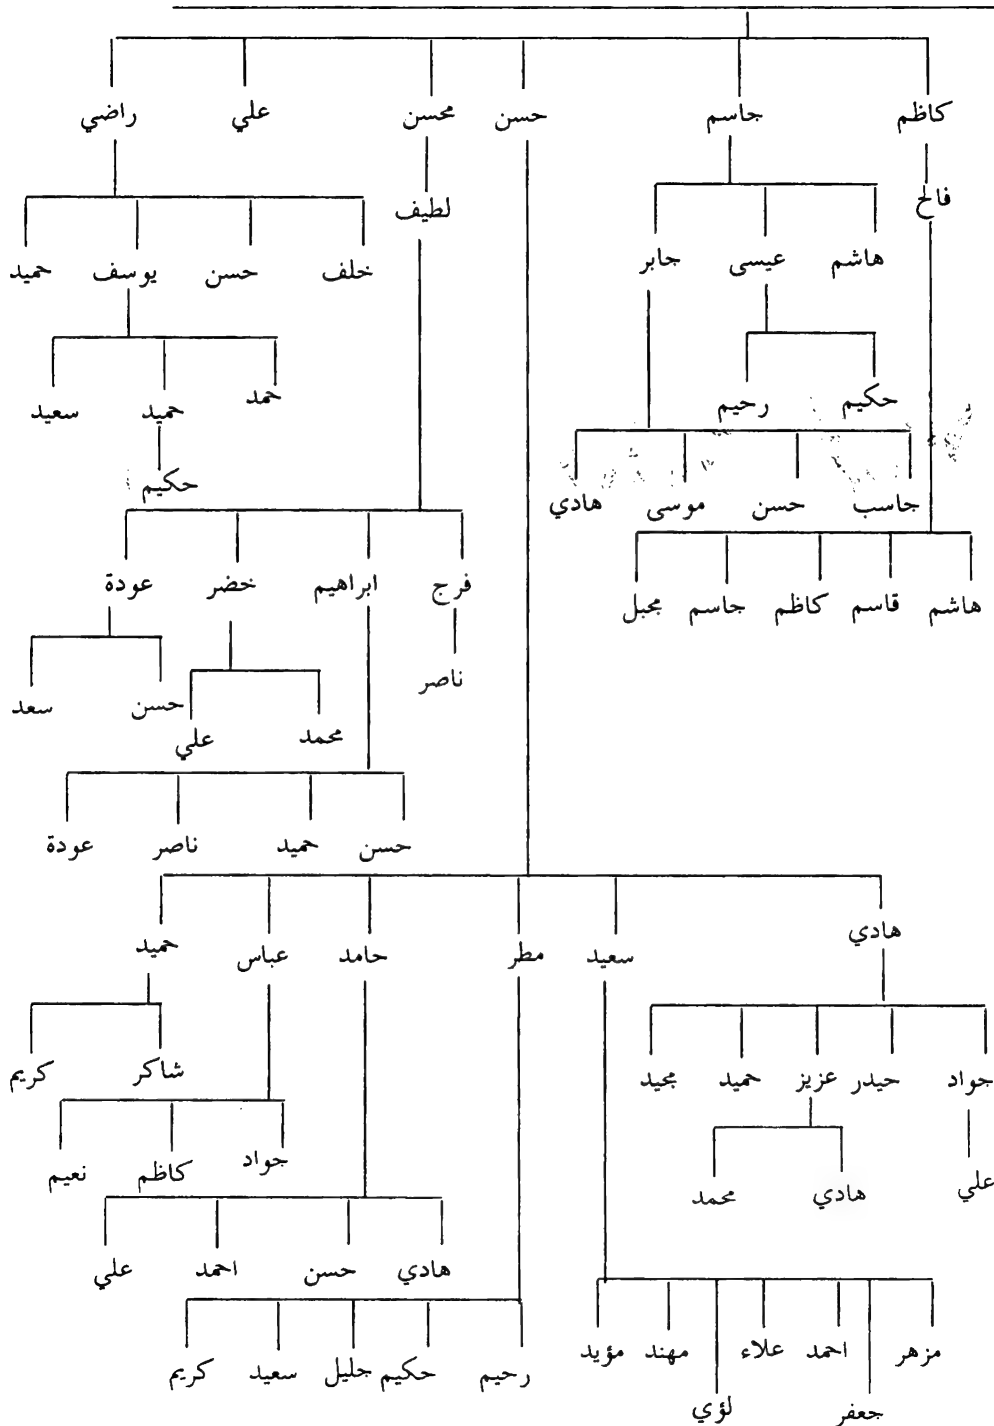 كاظم جاسم حسن محسن علي راضي
فالح لطيف
هاشم عيسى جابر خلف حسن يوسف حميد
حكيم رحيم حمد حميد سعيد
حكيم
جاسب حسن موسى هادي
فرج ابراهيم خضر عودة
هاشم قاسم كاظم جاسم مجبل
ناصر محمد علي حسن سعد
حسن حميد ناصر عودة
هادي سعيد مطر حامد عباس حميد
جواد حيدر عزيز حميد مجيد شاكر كريم
جواد كاظم نعيم
علي هادي محمد
هادي حسن احمد علي
مزهر احمد علاء مهند مؤيد
رحيم حكيم جليل سعيد كريم
جعفر لؤي